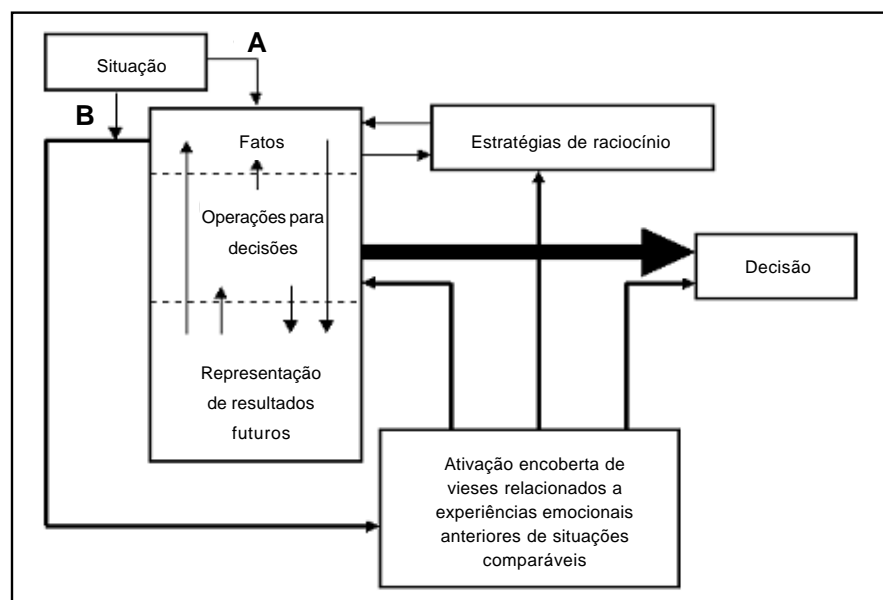 A
Situação
B
Fatos
Estratégias de raciocínio
Operações para
decisões
Decisão
Representação
de resultados
futuros
Ativação encoberta de
vieses relacionados a
experiências emocionais
anteriores de situações
comparáveis